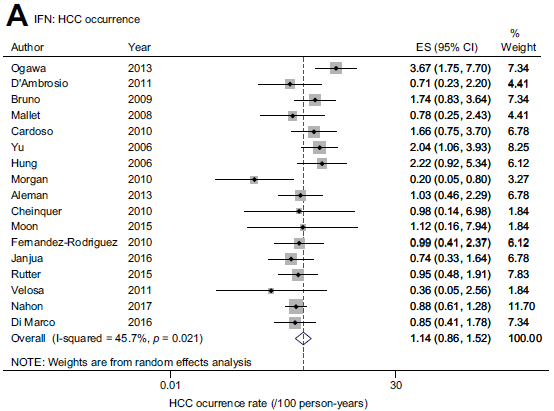 A IFN: HCC occurrence
Author Year ES (95% CI) % Weight
Ogawa 2013 3.67 (1.75, 7.70) 7.34
D'Ambrosio 2011 0.71 (0.23, 2.20) 4.41
Bruno 2009 1.74 (0.83, 3.64) 7.34
Mallet 2008 0.78 (0.25, 2.43) 4.41
Cardoso 2010 1.66 (0.75, 3.70) 6.78
Yu 2006 2.04 (1.06, 3.93) 8.25
Hung 2006 2.22 (0.92, 5.34) 6.12
Morgan 2010 0.20 (0.05, 0.80) 3.27
Aleman 2013 1.03 (0.46, 2.29) 6.78
Cheinquer 2010 0.98 (0.14, 6.98) 1.84
Moon 2015 1.12 (0.16, 7.94) 1.84
Fernandez-Rodriguez 2010 0.99 (0.41, 2.37) 6.12
Janjua 2016 0.74 (0.33, 1.64) 6.78
Rutter 2015 0.95 (0.48, 1.91) 7.83
Velosa 2011 0.36 (0.05, 2.56) 1.84
Nahon 2017 0.88 (0.61, 1.28) 11.70
Di Marco 2016 0.85 (0.41, 1.78) 7.34
Overall (I-squared = 45.7%, p = 0.021) 1.14 (0.86, 1.52) 100.00
NOTE: Weights are from random effects analysis
0.01 30
HCC ocurrence rate (/100 person-years)